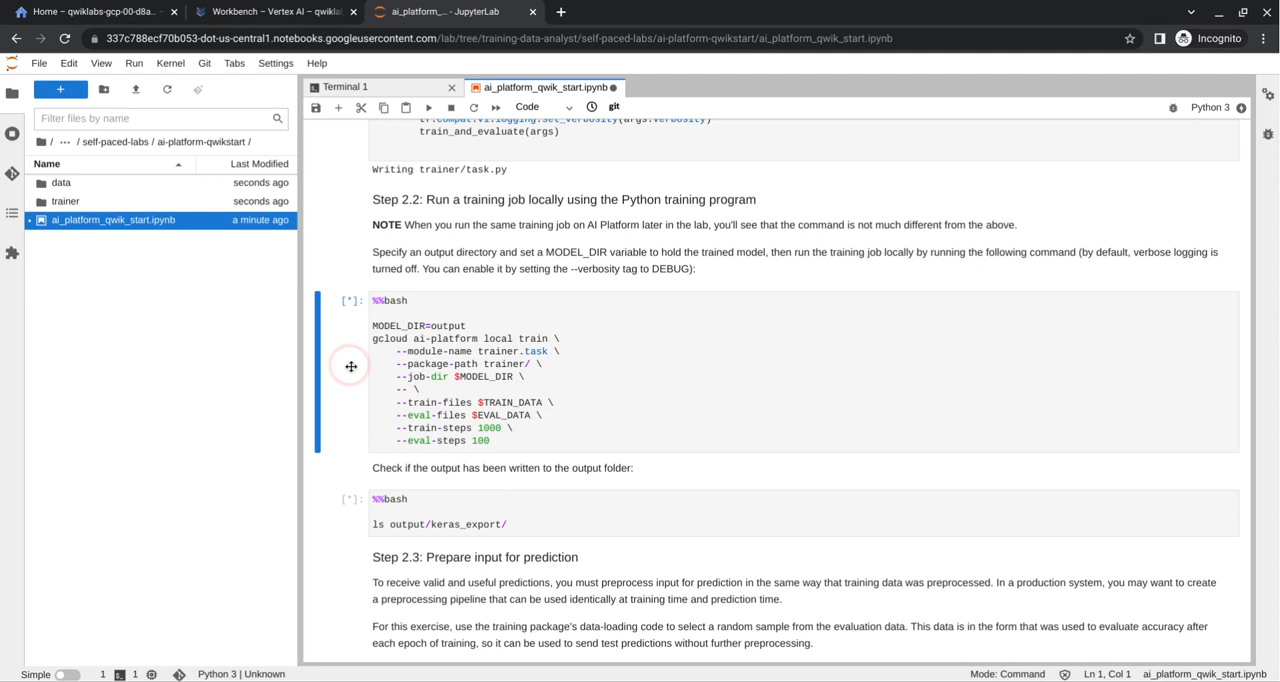 Home – qwiklabs-gcp-00-d8a...
Workbench – Vertex AI – qwikla
ai_platform_... - JupyterLab
337c788ecf70b053-dot-us-central1.notebooks.googleusercontent.com/lab/tree/training-data-analyst/self-paced-labs/ai-platform-qwikstart/ai_platform_qwik_start.ipynb
Incognito
File Edit View Run Kernel Git Tabs Settings Help
Terminal 1
ai_platform_qwik_start.ipynb
Code
git
Python 3
Filter files by name
/ ··· / self-paced-labs / ai-platform-qwikstart /
Name Last Modified
data seconds ago
trainer seconds ago
ai_platform_qwik_start.ipynb a minute ago
tf.compat.v1.logging.set_verbosity(args.verbosity)
train_and_evaluate(args)
Writing trainer/task.py
Step 2.2: Run a training job locally using the Python training program
NOTE When you run the same training job on AI Platform later in the lab, you'll see that the command is not much different from the above.
Specify an output directory and set a MODEL_DIR variable to hold the trained model, then run the training job locally by running the following command (by default, verbose logging is
turned off. You can enable it by setting the --verbosity tag to DEBUG):
[*]: %%bash
MODEL_DIR=output
gcloud ai-platform local train \
--module-name trainer.task \
--package-path trainer/ \
--job-dir $MODEL_DIR \
-- \
--train-files $TRAIN_DATA \
--eval-files $EVAL_DATA \
--train-steps 1000 \
--eval-steps 100
Check if the output has been written to the output folder:
[*]: %%bash
ls output/keras_export/
Step 2.3: Prepare input for prediction
To receive valid and useful predictions, you must preprocess input for prediction in the same way that training data was preprocessed. In a production system, you may want to create
a preprocessing pipeline that can be used identically at training time and prediction time.
For this exercise, use the training package's data-loading code to select a random sample from the evaluation data. This data is in the form that was used to evaluate accuracy after
each epoch of training, so it can be used to send test predictions without further preprocessing.
Simple 1 1 Python 3 | Unknown Mode: Command Ln 1, Col 1 ai_platform_qwik_start.ipynb